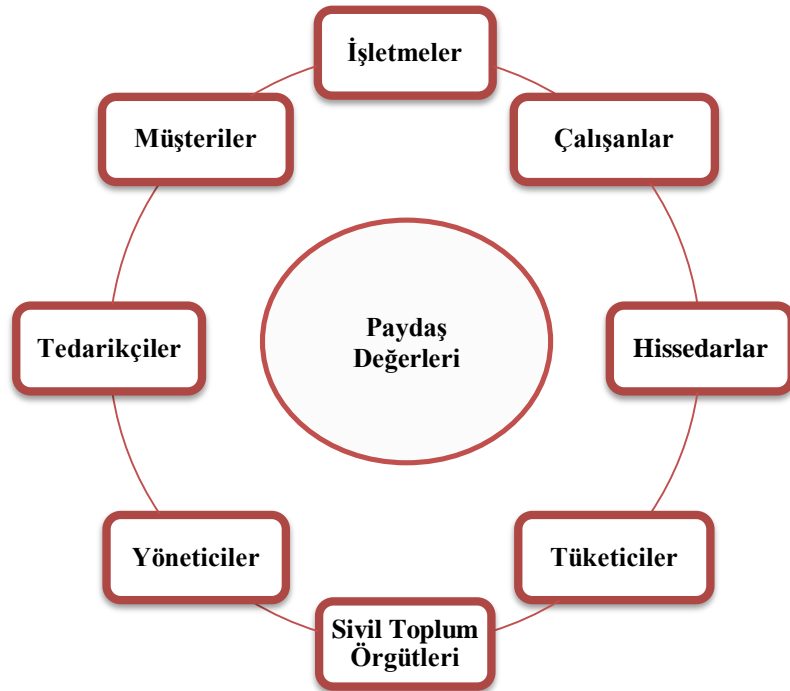 İşletmeler
Müşteriler
Çalışanlar
Paydaş
Değerleri
Tedarikçiler
Hissedarlar
Yöneticiler
Tüketiciler
Sivil Toplum
Örgütleri